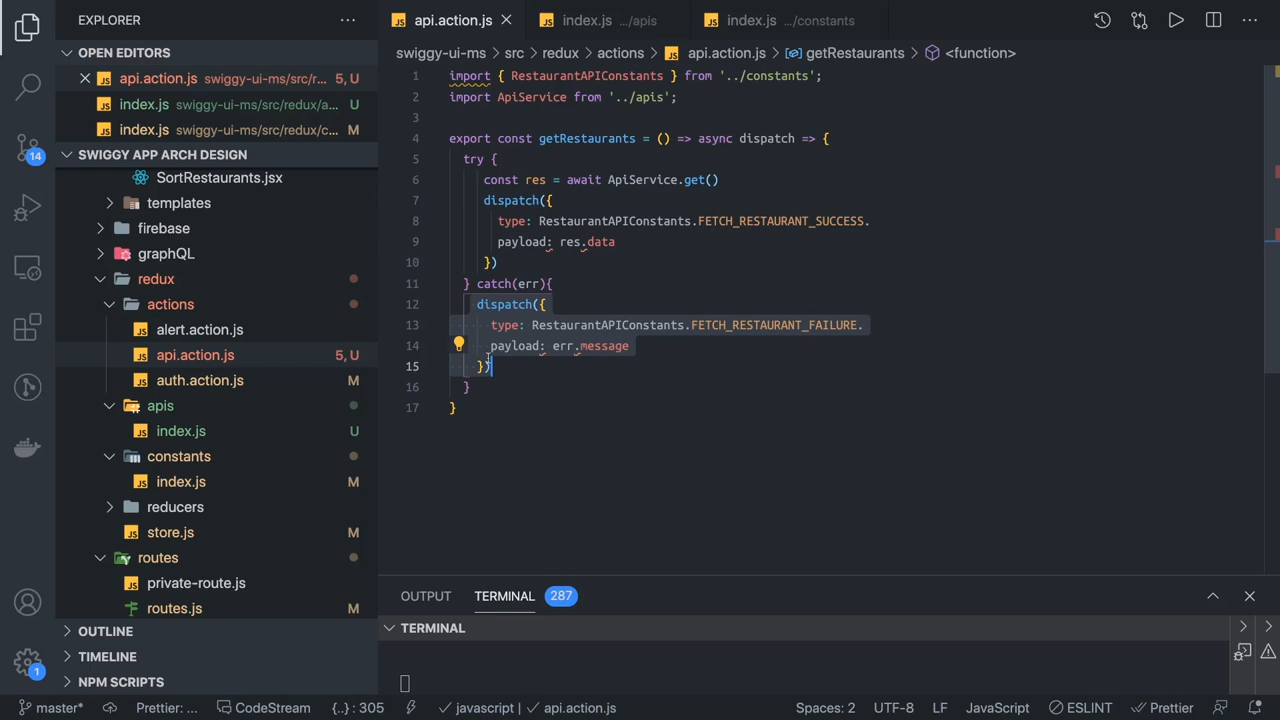 EXPLORER
OPEN EDITORS
api.action.js swiggy-ui-ms/src/r... 5, U
index.js swiggy-ui-ms/src/redux/a... U
index.js swiggy-ui-ms/src/redux/c... M
SWIGGY APP ARCH DESIGN
SortRestaurants.jsx
templates
firebase
graphQL
redux
actions
alert.action.js
api.action.js 5, U
auth.action.js M
apis
index.js U
constants
index.js M
reducers
store.js M
routes
private-route.js
routes.js M
OUTLINE
TIMELINE
NPM SCRIPTS
14
1
api.action.js
index.js .../apis
index.js .../constants
swiggy-ui-ms > src > redux > actions > api.action.js > getRestaurants > <function>
1 import { RestaurantAPIConstants } from '../constants';
2 import ApiService from '../apis';
3
4 export const getRestaurants = () => async dispatch => {
5 try {
6 const res = await ApiService.get()
7 dispatch({
8 type: RestaurantAPIConstants.FETCH_RESTAURANT_SUCCESS.
9 payload: res.data
10 })
11 } catch(err){
12 dispatch({
13 type: RestaurantAPIConstants.FETCH_RESTAURANT_FAILURE.
14 payload: err.message
15 })
16 }
17 }
OUTPUT TERMINAL 287
TERMINAL
master* Prettier: ... CodeStream {..} : 305 javascript | api.action.js Spaces: 2 UTF-8 LF JavaScript ESLINT Prettier